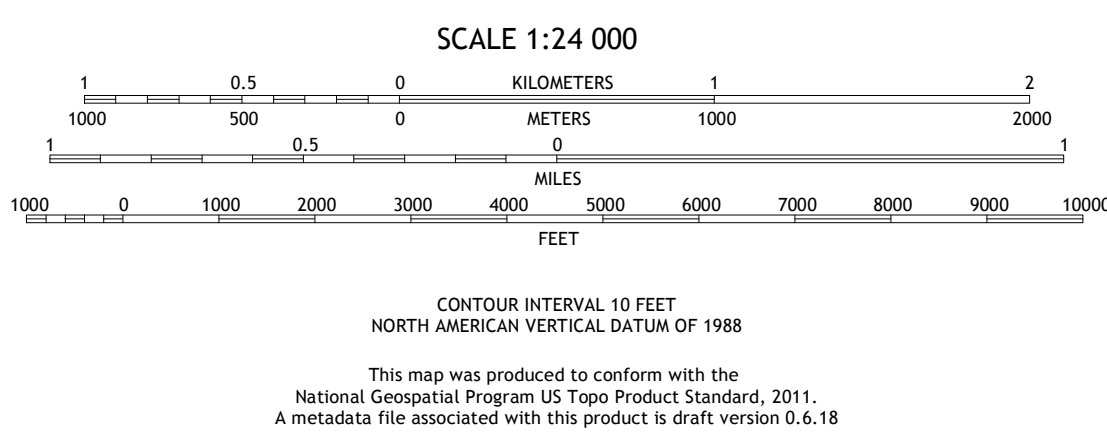 SCALE 1:24 000
1 0.5 0 KILOMETERS 1 2
1000 500 0 METERS 1000 2000
1 0.5 0 1
MILES
1000 0 1000 2000 3000 4000 5000 6000 7000 8000 9000 10000
FEET
CONTOUR INTERVAL 10 FEET
NORTH AMERICAN VERTICAL DATUM OF 1988
This map was produced to conform with the
National Geospatial Program US Topo Product Standard, 2011.
A metadata file associated with this product is draft version 0.6.18